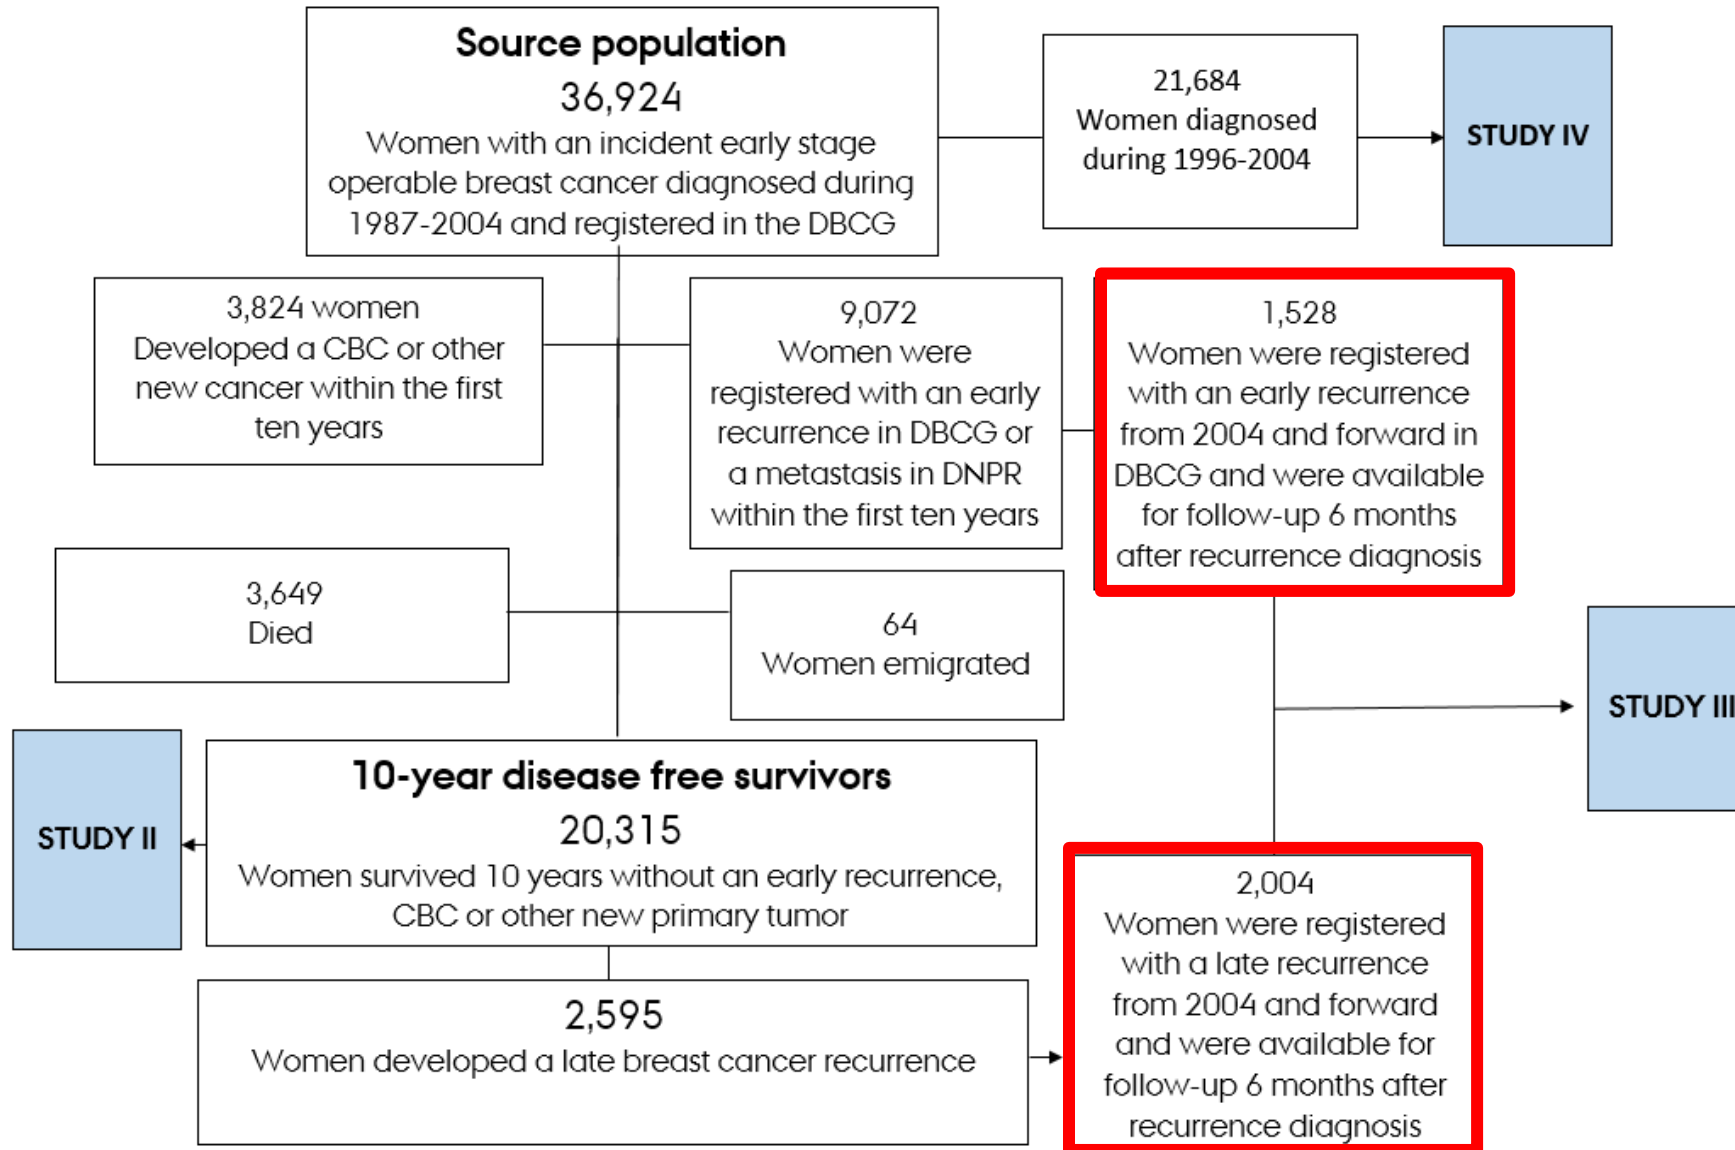 Source population
36,924
Women with an incident early stage
operable breast cancer diagnosed during
1987-2004 and registered in the DBCG
21,684
Women diagnosed
during 1996-2004
STUDY IV
3,824 women
Developed a CBC or other
new cancer within the first
ten years
9,072
Women were
registered with an early
recurrence in DBCG or
a metastasis in DNPR
within the first ten years
1,528
Women were registered
with an early recurrence
from 2004 and forward in
DBCG and were available
for follow-up 6 months
after recurrence diagnosis
3,649
Died
64
Women emigrated
STUDY III
10-year disease free survivors
20,315
Women survived 10 years without an early recurrence,
CBC or other new primary tumor
STUDY II
2,595
Women developed a late breast cancer recurrence
2,004
Women were registered
with a late recurrence
from 2004 and forward
and were available for
follow-up 6 months after
recurrence diagnosis